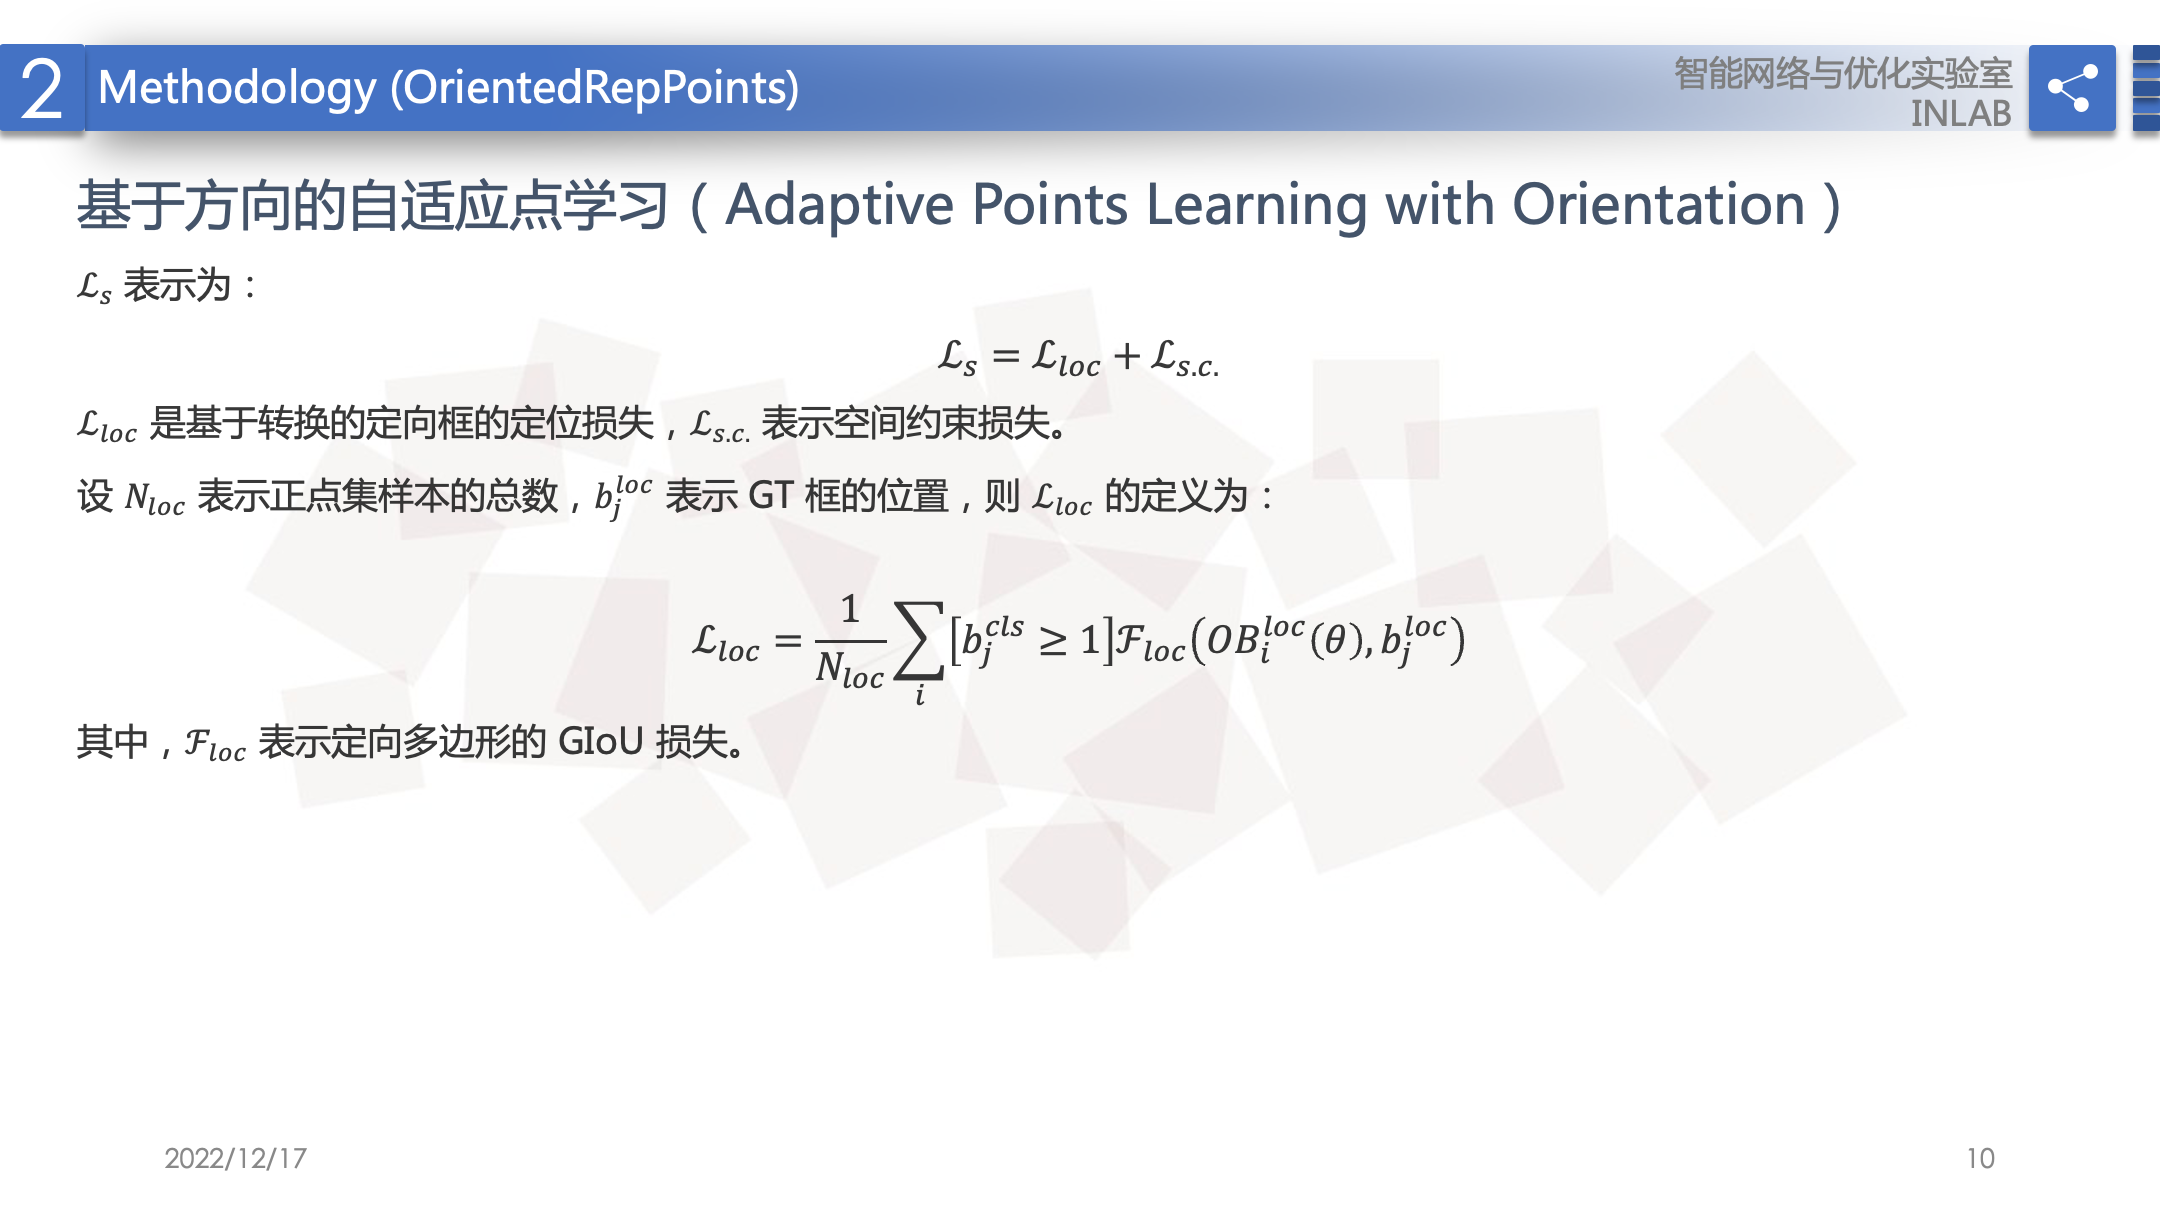 2
Methodology (OrientedRepPoints)
智能网络与优化实验室
INLAB
基于方向的自适应点学习（Adaptive Points Learning with Orientation）
$\mathcal{L}_s$ 表示为：
$\mathcal{L}_s = \mathcal{L}_{loc} + \mathcal{L}_{s.c.}$
$\mathcal{L}_{loc}$ 是基于转换的定向框的定位损失，$\mathcal{L}_{s.c.}$ 表示空间约束损失。
设 $N_{loc}$ 表示正点集样本的总数，$b_j^{loc}$ 表示 GT 框的位置，则 $\mathcal{L}_{loc}$ 的定义为：
$\mathcal{L}_{loc} = \frac{1}{N_{loc}} \sum_i [b_j^{cls} \geq 1] \mathcal{F}_{loc}(OB_i^{loc}(\theta), b_j^{loc})$
其中，$\mathcal{F}_{loc}$ 表示定向多边形的 GIoU 损失。
2022/12/17
10